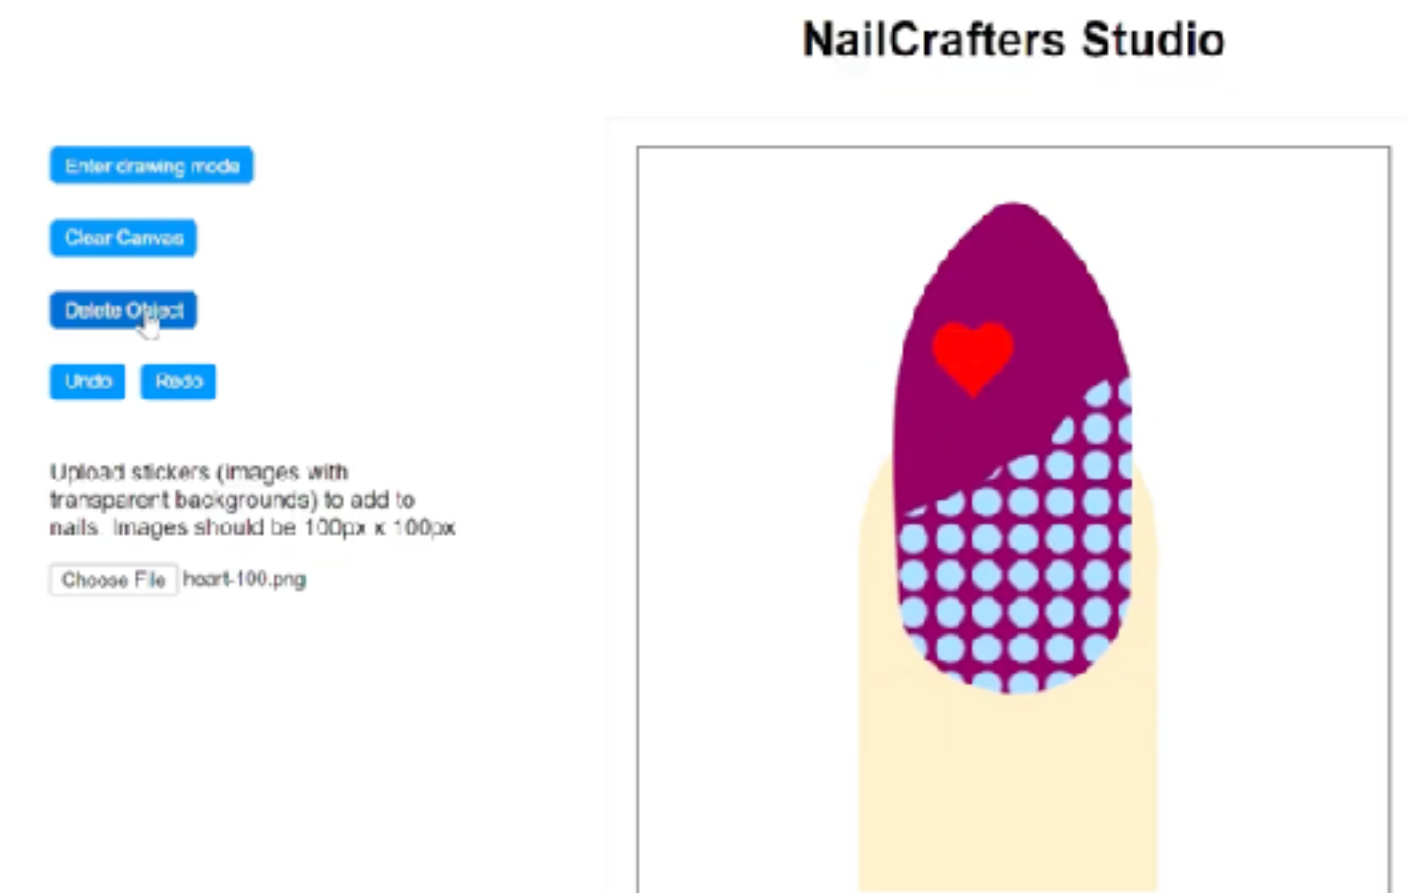 NailCrafters Studio
Enter drawing mode
Clear Canvas
Delete Object
Undo Redo
Upload stickers (images with
transparent backgrounds) to add to
nails. Images should be 100px x 100px
Choose File heart-100.png